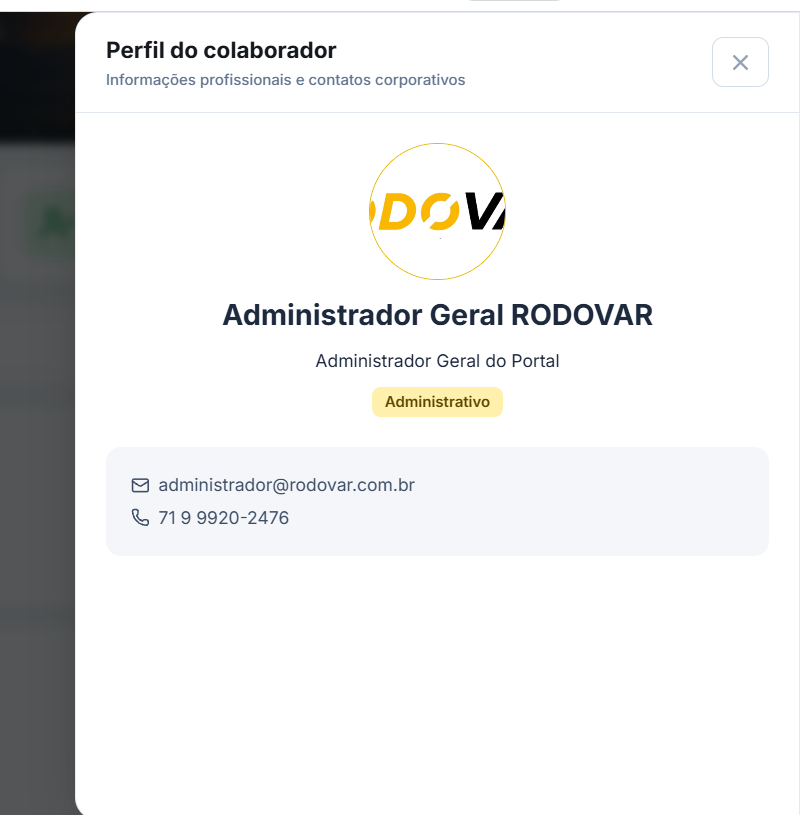 Perfil do colaborador
Informações profissionais e contatos corporativos
DOV
Administrador Geral RODOVAR
Administrador Geral do Portal
Administrativo
administrador@rodovar.com.br
71 9 9920-2476